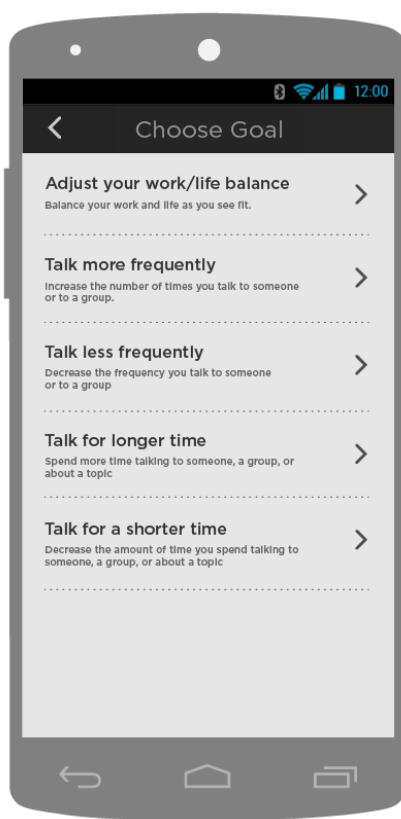 12:00
Choose Goal
Adjust your work/life balance
Balance your work and life as you see fit.
Talk more frequently
Increase the number of times you talk to someone
or to a group.
Talk less frequently
Decrease the frequency you talk to someone
or to a group
Talk for longer time
Spend more time talking to someone, a group, or
about a topic
Talk for a shorter time
Decrease the amount of time you spend talking to
someone, a group, or about a topic